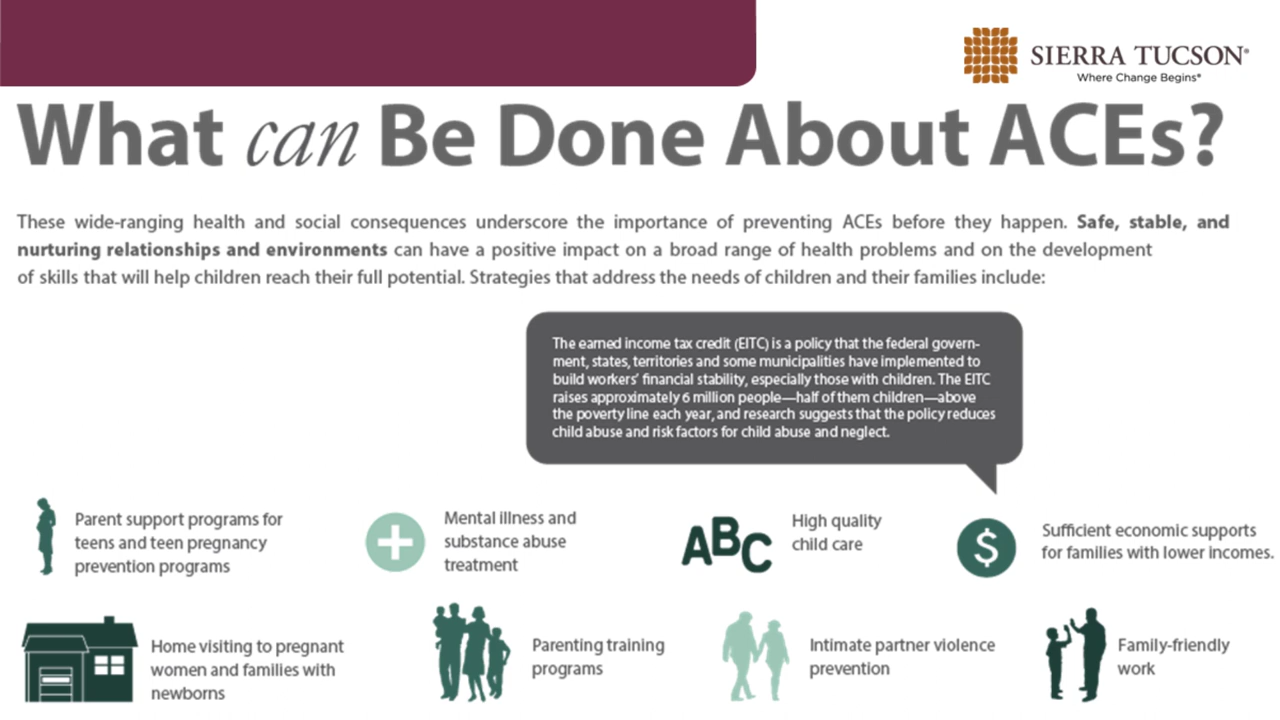 SIERRA TUCSON®
Where Change Begins®
What can Be Done About ACEs?
These wide-ranging health and social consequences underscore the importance of preventing ACEs before they happen. Safe, stable, and
nurturing relationships and environments can have a positive impact on a broad range of health problems and on the development
of skills that will help children reach their full potential. Strategies that address the needs of children and their families include:
The earned income tax credit (EITC) is a policy that the federal govern-
ment, states, territories and some municipalities have implemented to
build workers' financial stability, especially those with children. The EITC
raises approximately 6 million people—half of them children—above
the poverty line each year, and research suggests that the policy reduces
child abuse and risk factors for child abuse and neglect.
Parent support programs for
teens and teen pregnancy
prevention programs
Mental illness and
substance abuse
treatment
ABC
High quality
child care
$
Sufficient economic supports
for families with lower incomes.
Home visiting to pregnant
women and families with
newborns
Parenting training
programs
Intimate partner violence
prevention
Family-friendly
work